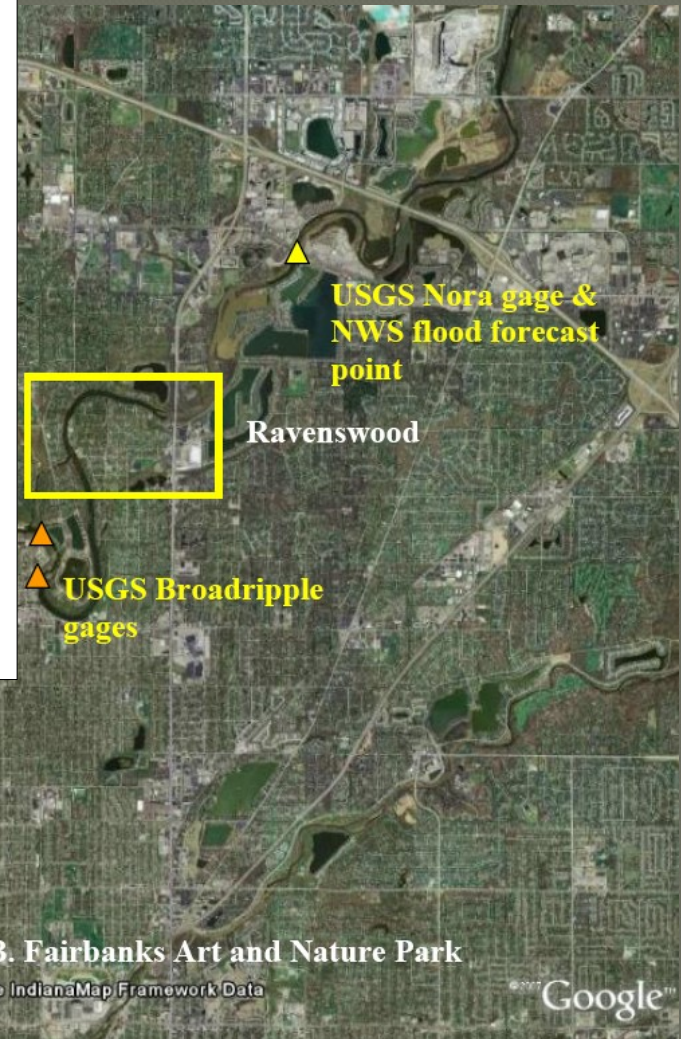 USGS Nora gage &
NWS flood forecast
point
Ravenswood
USGS Broadripple
gages
B. Fairbanks Art and Nature Park
IndianaMap Framework Data
Google™